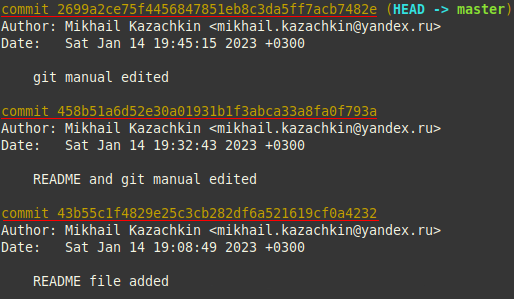 commit 2699a2ce75f4456847851eb8c3da5ff7acb7482e (HEAD -> master)
Author: Mikhail Kazachkin <mikhail.kazachkin@yandex.ru>
Date:   Sat Jan 14 19:45:15 2023 +0300
git manual edited
commit 458b51a6d52e30a01931b1f3abca33a8fa0f793a
Author: Mikhail Kazachkin <mikhail.kazachkin@yandex.ru>
Date:   Sat Jan 14 19:32:43 2023 +0300
README and git manual edited
commit 43b55c1f4829e25c3cb282df6a521619cf0a4232
Author: Mikhail Kazachkin <mikhail.kazachkin@yandex.ru>
Date:   Sat Jan 14 19:08:49 2023 +0300
README file added